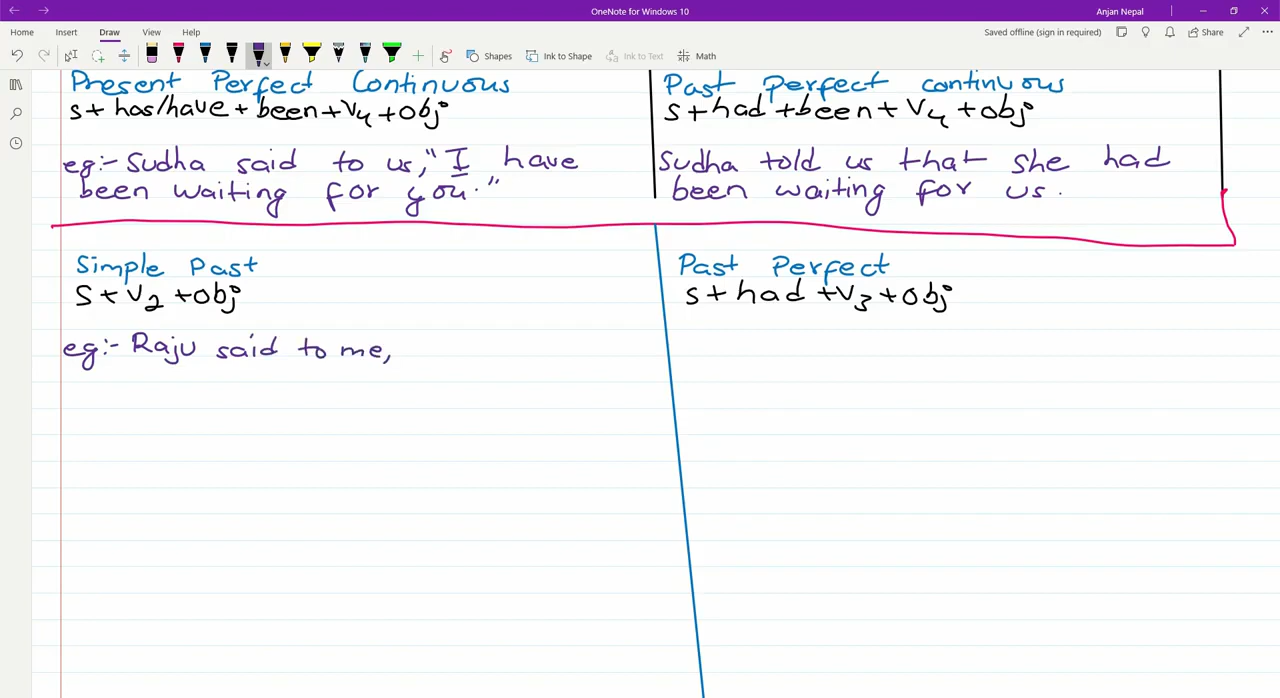 OneNote for Windows 10
Anjan Nepal
Home Insert Draw View Help
Saved offline (sign in required)
Share
Shapes
Ink to Shape
Ink to Text
Math
Present Perfect Continuous
s + has/have + been + V4 + obj
eg:- Sudha said to us, "I have
been waiting for you."
Past Perfect continuous
s + had + been + V4 + obj
Sudha told us that she had
been waiting for us.
Simple Past
S + V2 + obj
eg:- Raju said to me,
Past Perfect
s + had + V3 + obj